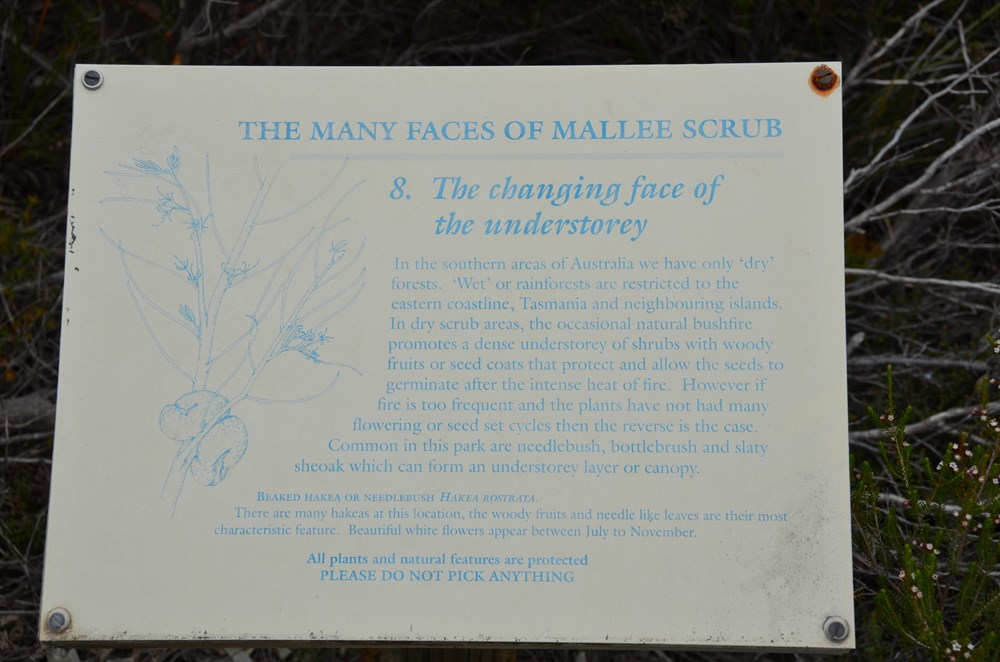 THE MANY FACES OF MALLEE SCRUB
8. The changing face of
the understorey
In the southern areas of Australia we have only ‘dry’
forests. ‘Wet’ or rainforests are restricted to the
eastern coastline, Tasmania and neighbouring islands.
In dry scrub areas, the occasional natural bushfire
promotes a dense understorey of shrubs with woody
fruits or seed coats that protect and allow the seeds to
germinate after the intense heat of fire. However if
fire is too frequent and the plants have not had many
flowering or seed set cycles then the reverse is the case.
Common in this park are needlebush, bottlebrush and slaty
sheoak which can form an understorey layer or canopy.
BEAKED HAKEA OR NEEDLEBUSH HAKEA ROSTRATA.
There are many hakeas at this location, the woody fruits and needle like leaves are their most
characteristic feature. Beautiful white flowers appear between July to November.
All plants and natural features are protected
PLEASE DO NOT PICK ANYTHING